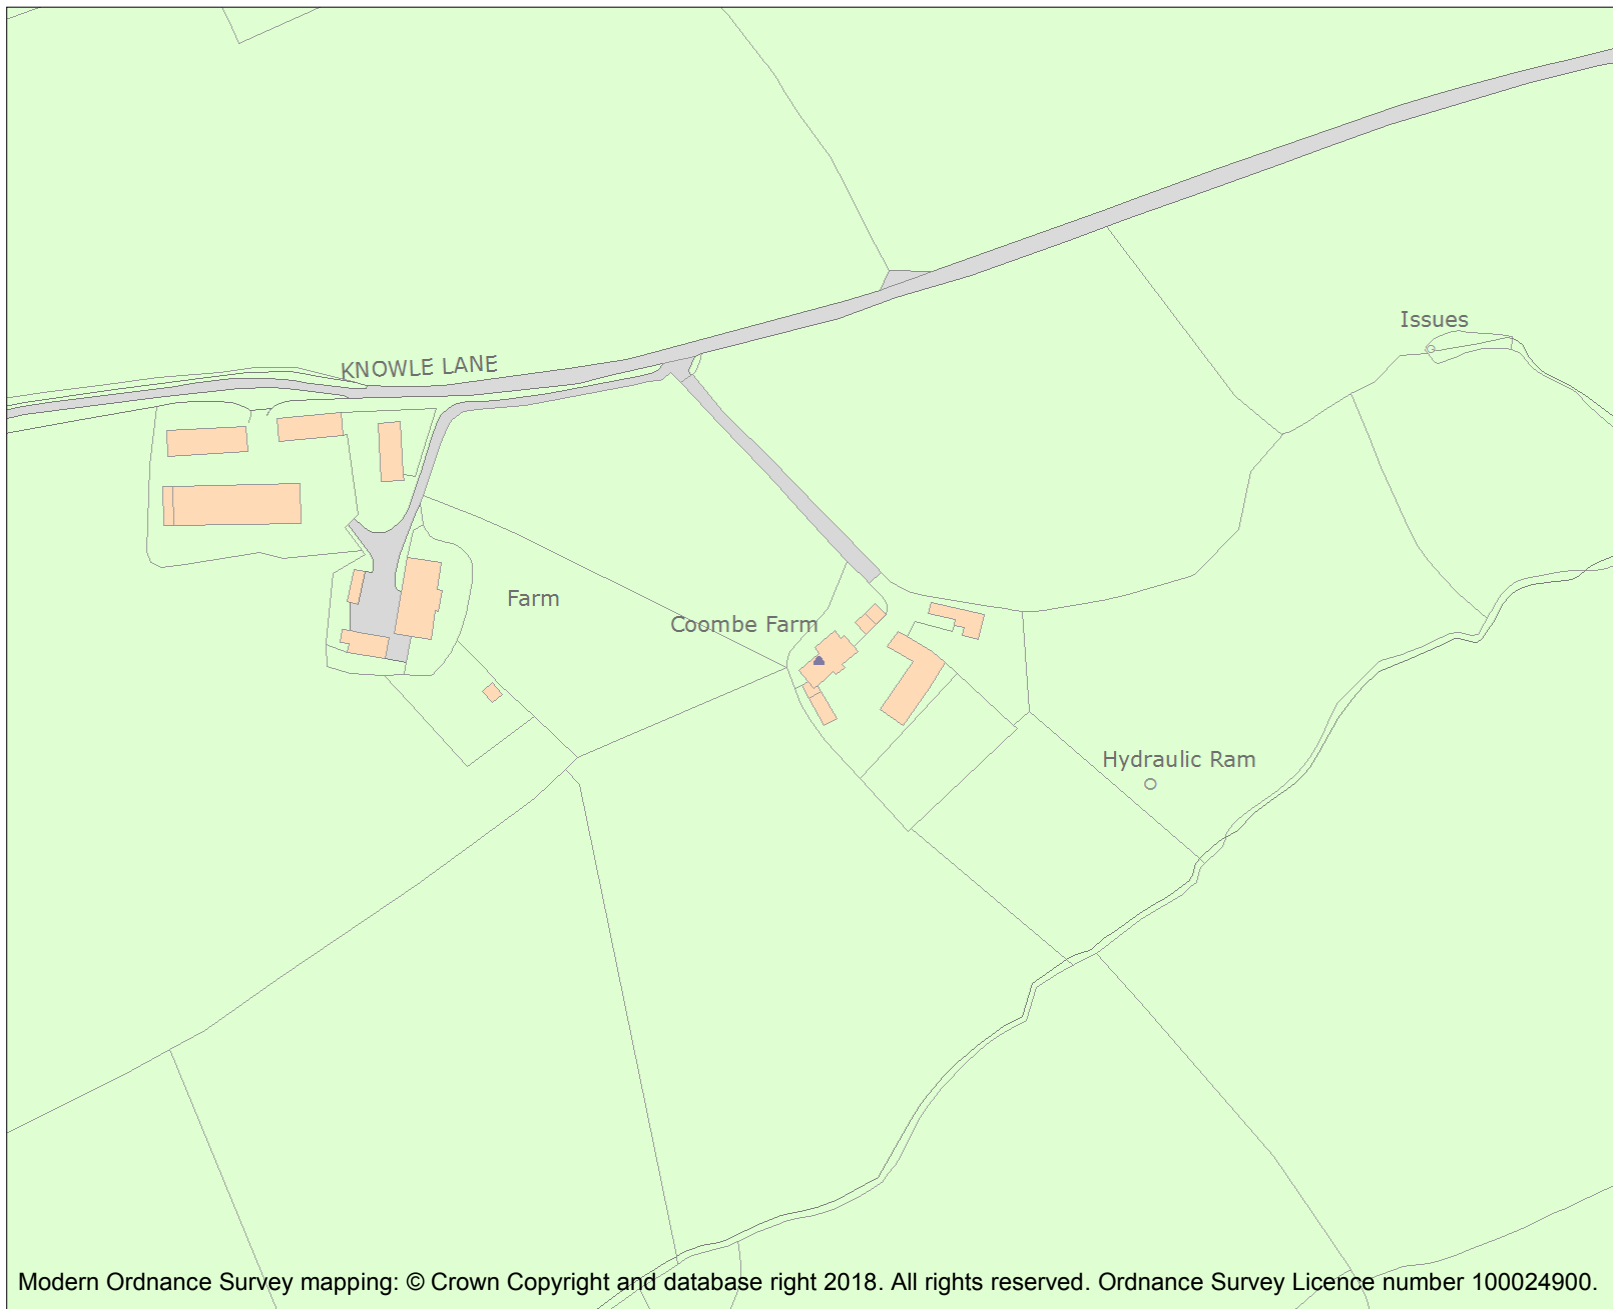 Issues
KNOWLE LANE
Farm
Coombe Farm
Hydraulic Ram
Modern Ordnance Survey mapping: © Crown Copyright and database right 2018. All rights reserved. Ordnance Survey Licence number 100024900.